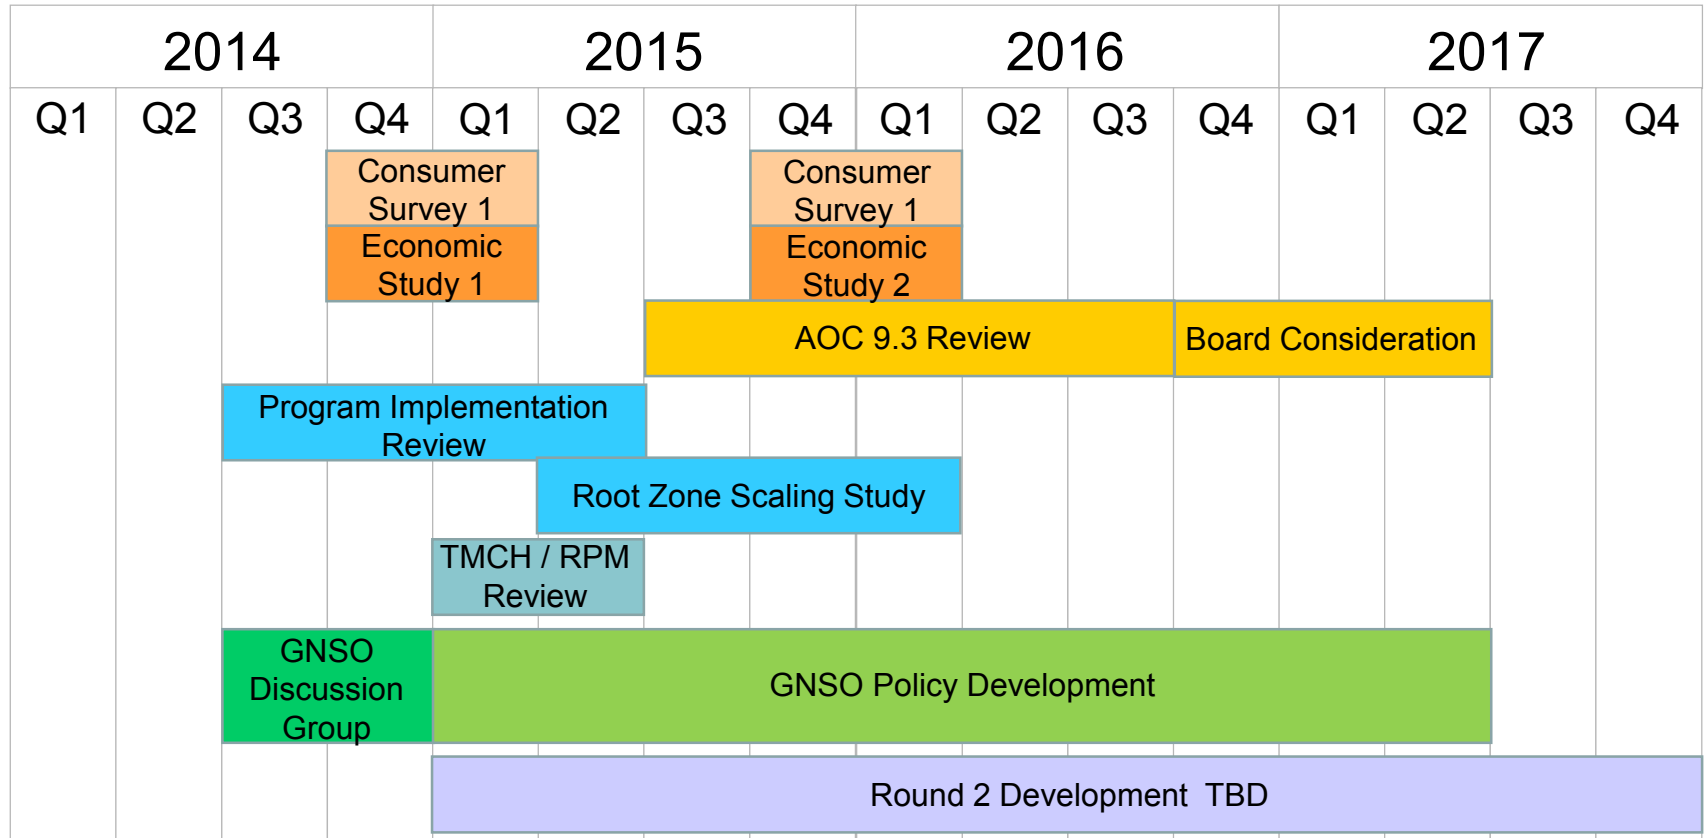 2014 2015 2016 2017
Q1 Q2 Q3 Q4 Q1 Q2 Q3 Q4 Q1 Q2 Q3 Q4 Q1 Q2 Q3 Q4
Consumer
Survey 1
Consumer
Survey 1
Economic
Study 1
Economic
Study 2
AOC 9.3 Review
Board Consideration
Program Implementation
Review
Root Zone Scaling Study
TMCH / RPM
Review
GNSO
Discussion
Group
GNSO Policy Development
Round 2 Development TBD